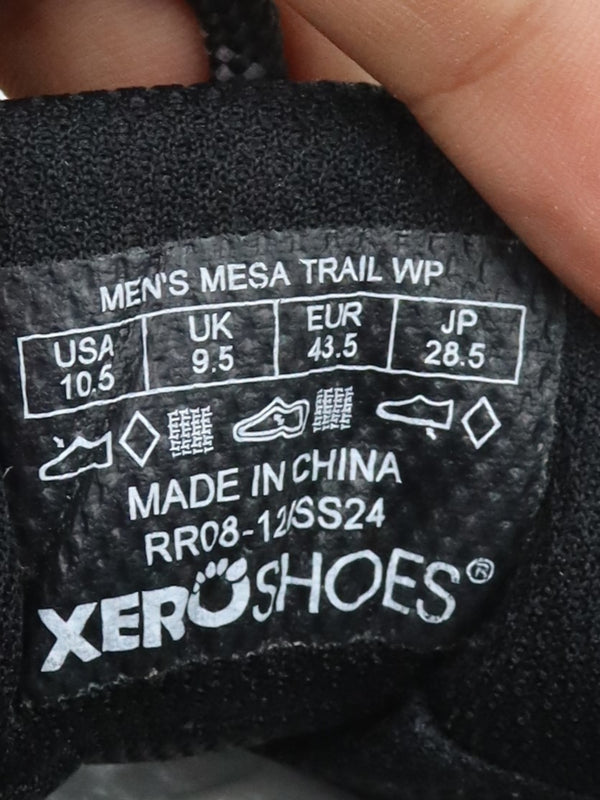 MEN'S MESA TRAIL WP
USA UK EUR JP
10.5 9.5 43.5 28.5
MADE IN CHINA
RR08-12/SS24
XEROSHOES®